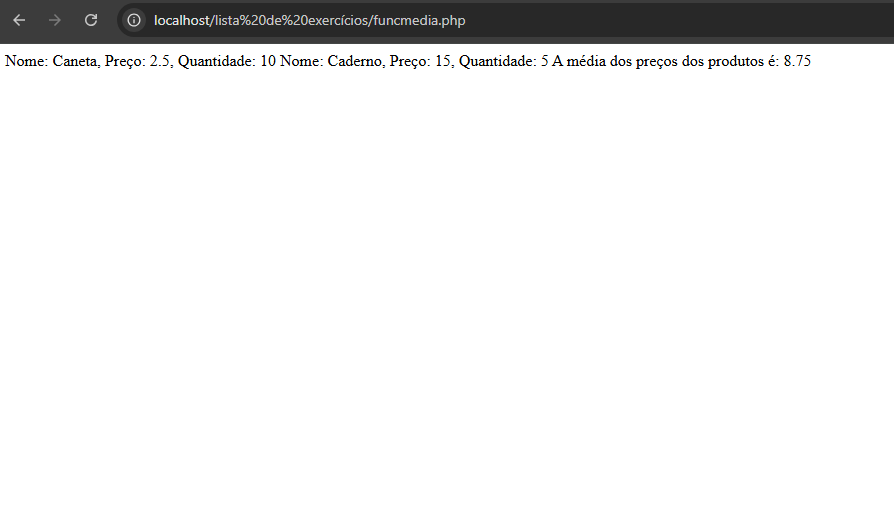 localhost/lista%20de%20exercícios/funcmedia.php
Nome: Caneta, Preço: 2.5, Quantidade: 10 Nome: Caderno, Preço: 15, Quantidade: 5 A média dos preços dos produtos é: 8.75